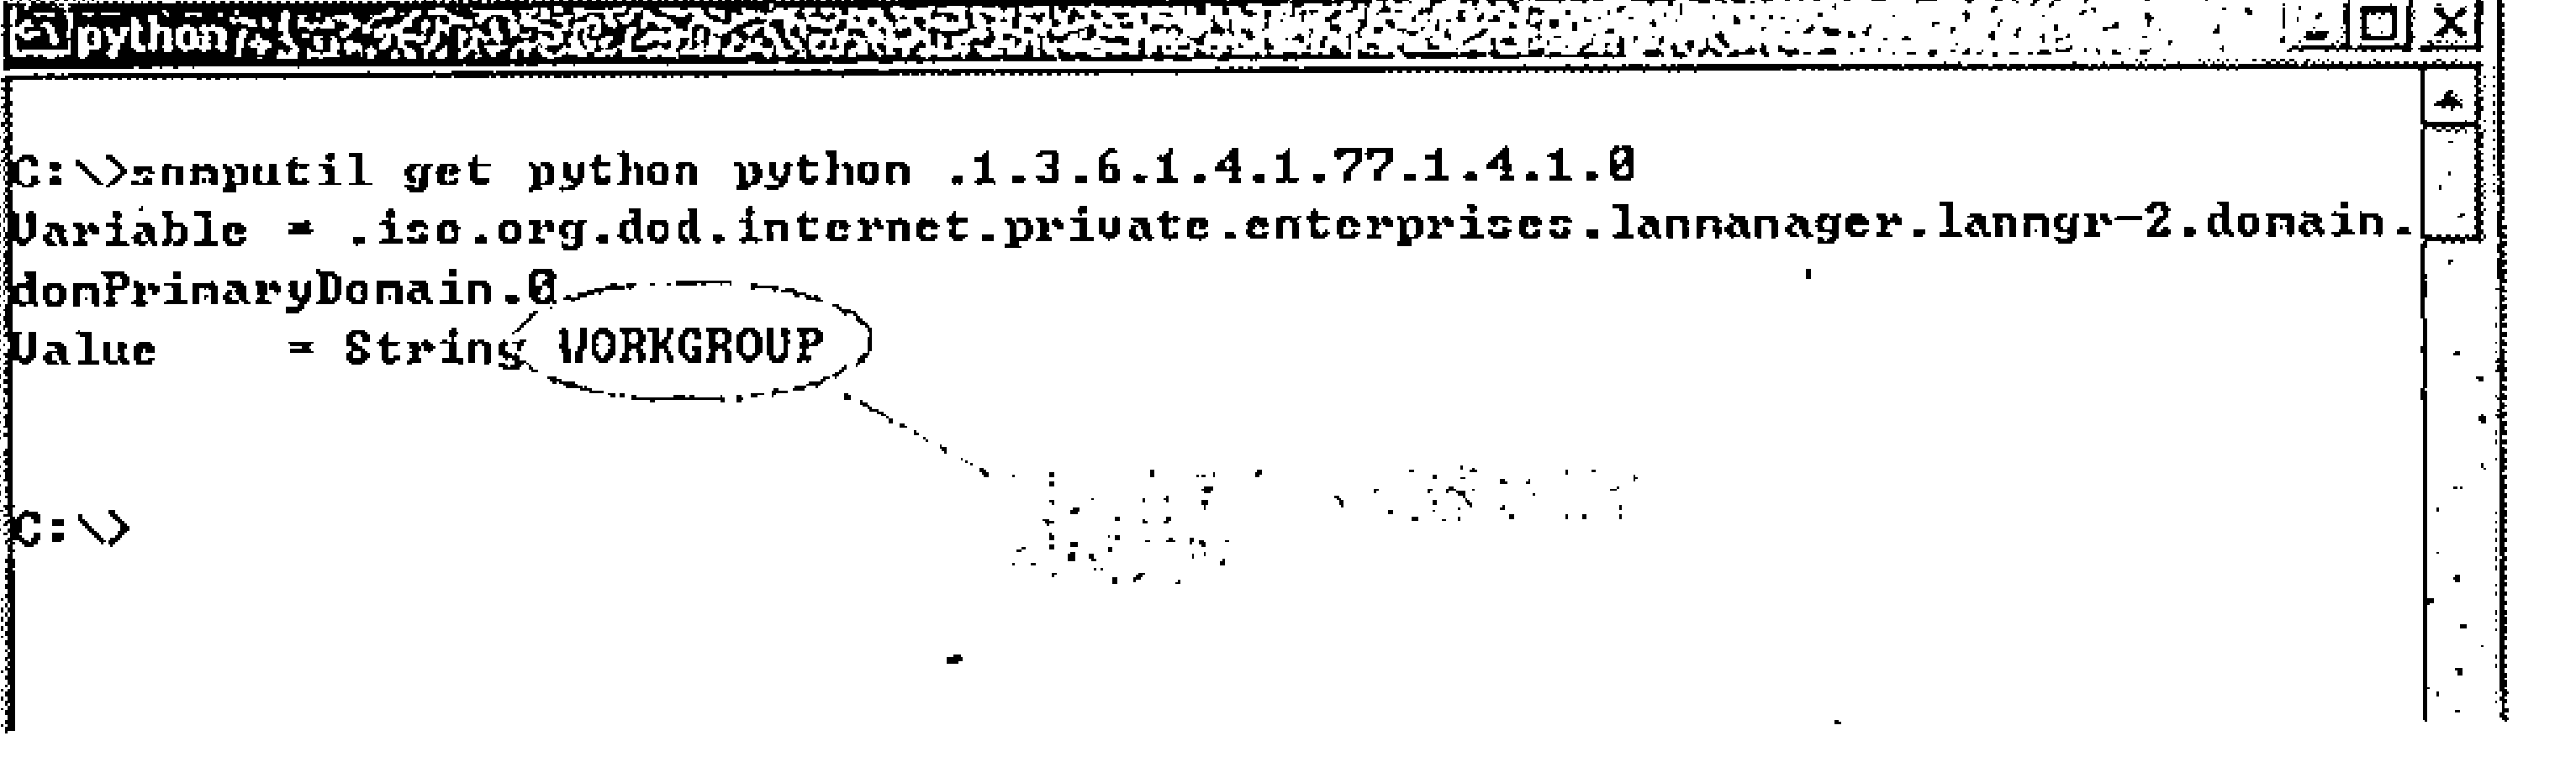 python
C:\>snmputil get python python .1.3.6.1.4.1.77.1.4.1.0
Variable = .iso.org.dod.internet.private.enterprises.lanmanager.lanmgr-2.domain.
domPrimaryDomain.0
Value    = String WORKGROUP
C:\>